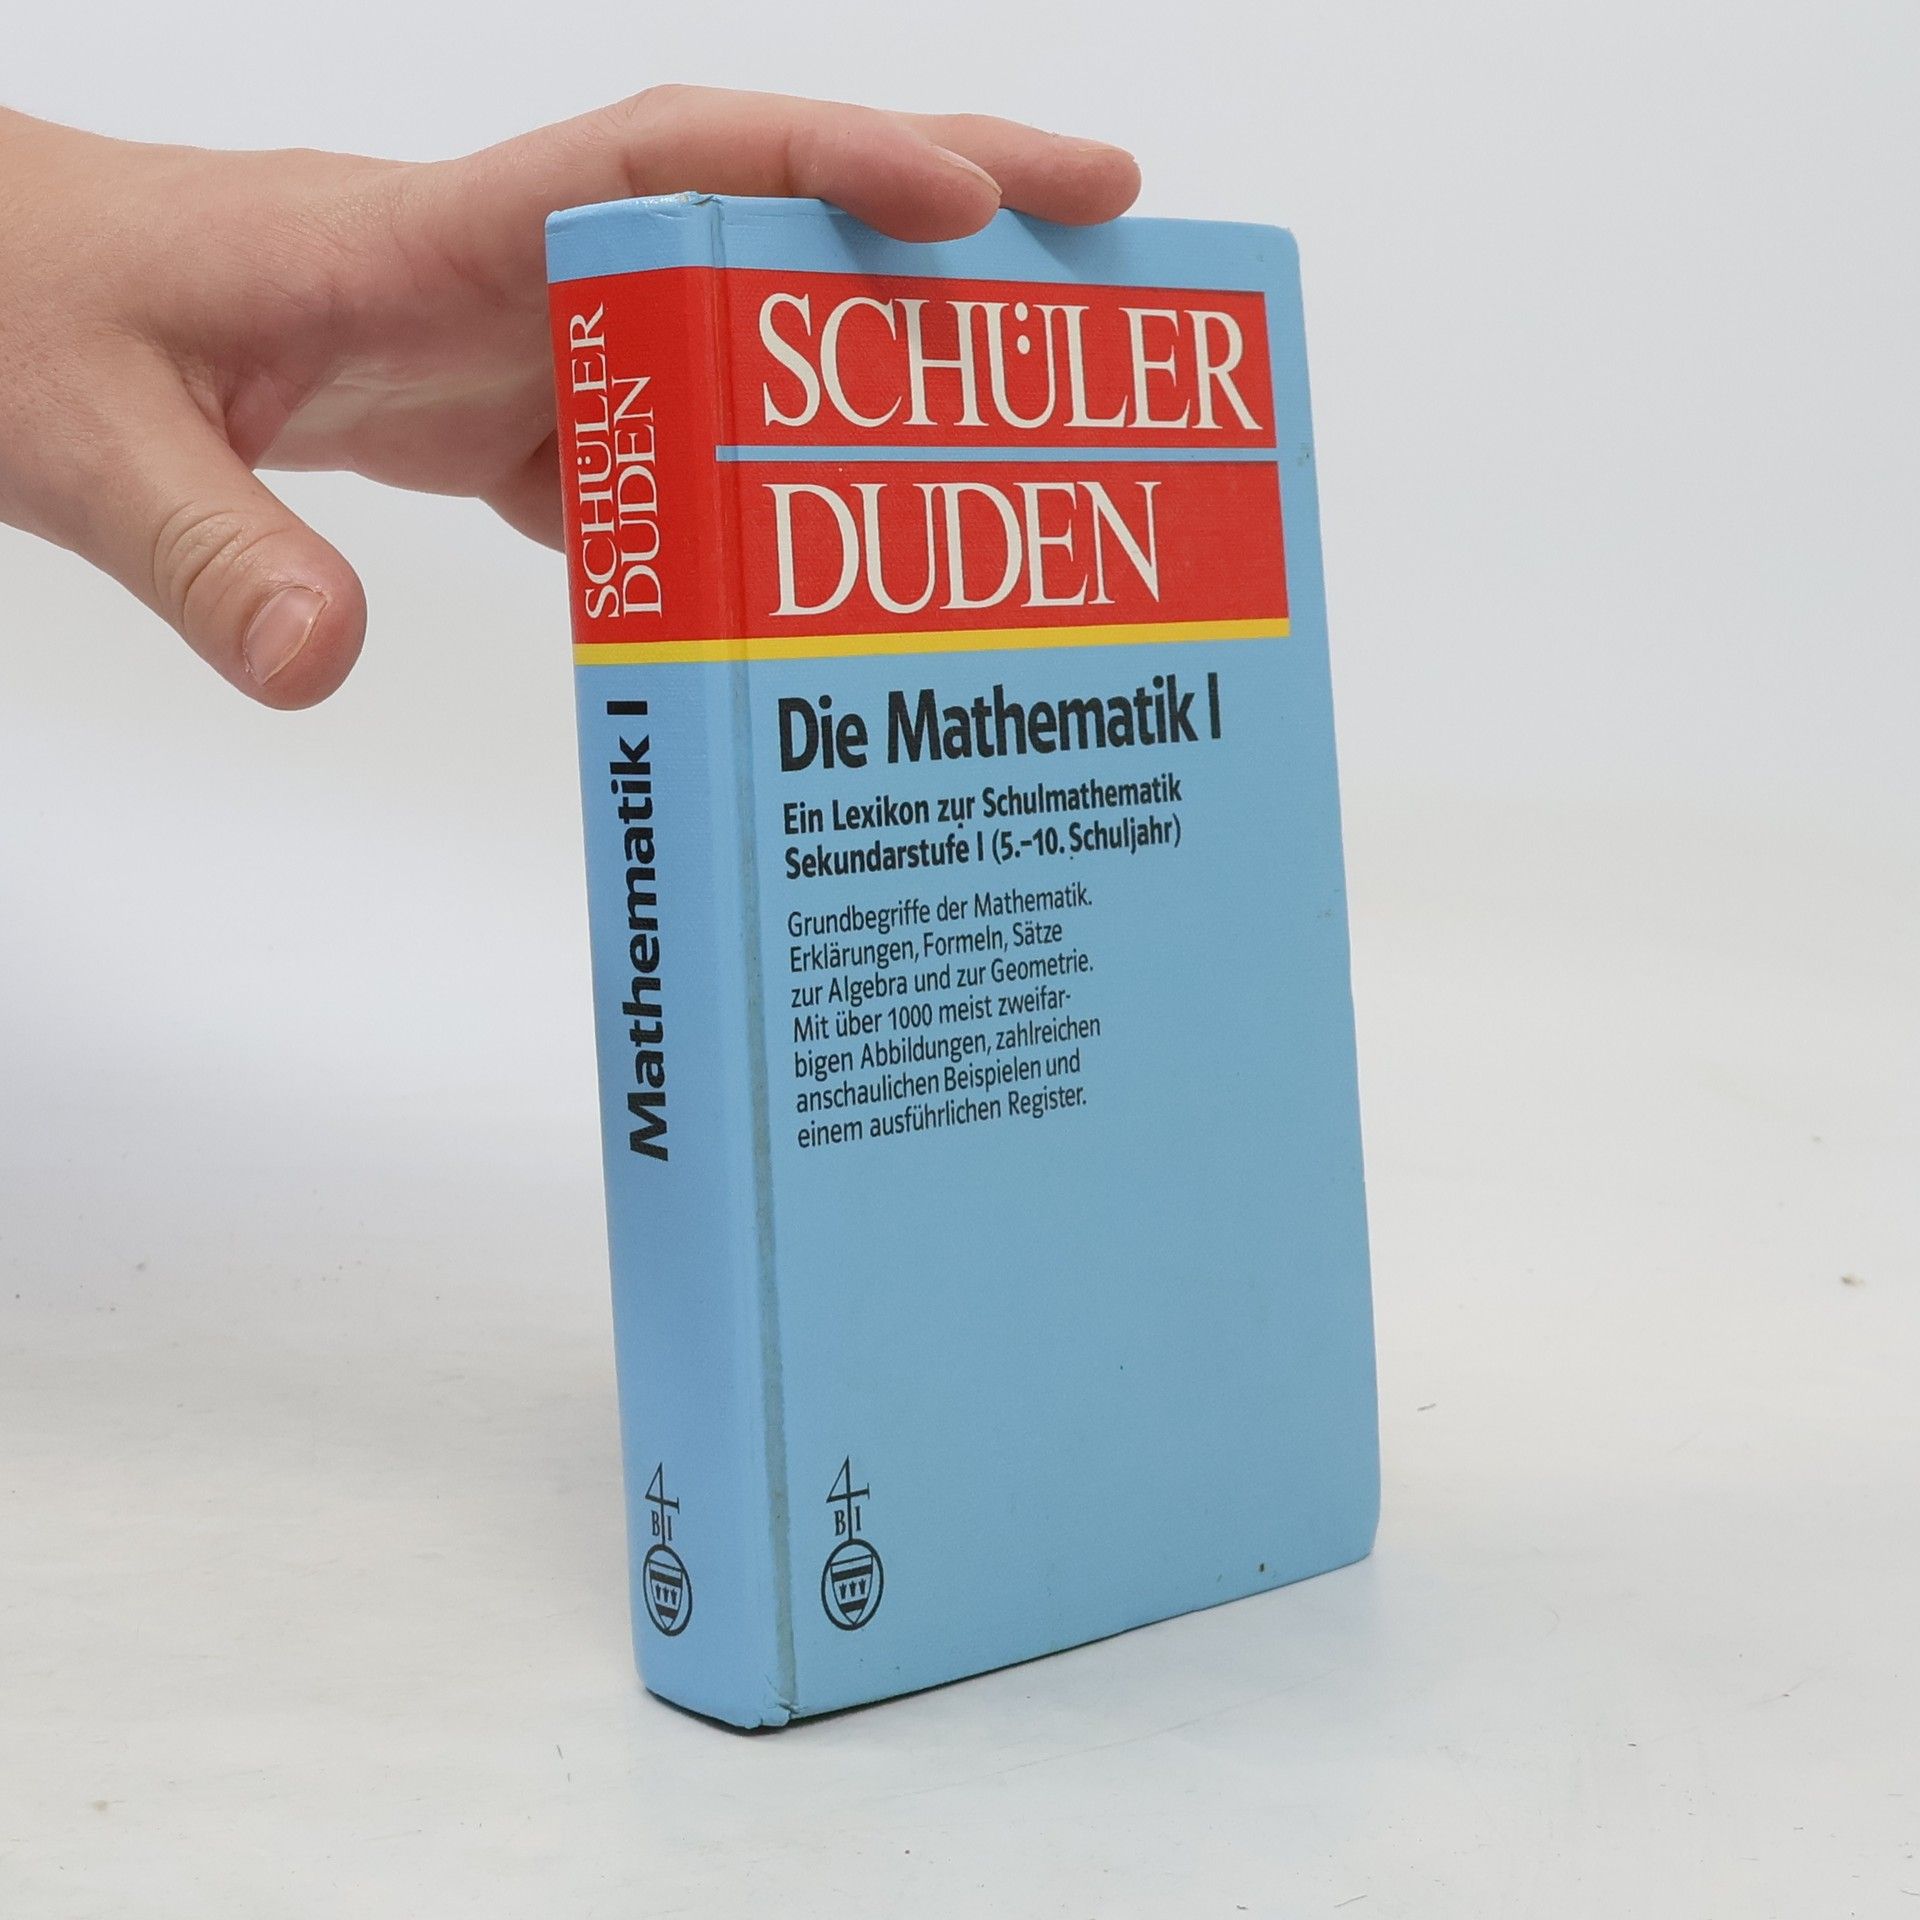 SCHÜLER
DUDEN
Mathematik I
B I
SCHÜLER
DUDEN
Die Mathematik I
Ein Lexikon zur Schulmathematik
Sekundarstufe I (5.–10. Schuljahr)
Grundbegriffe der Mathematik.
Erklärungen, Formeln, Sätze
zur Algebra und zur Geometrie.
Mit über 1000 meist zweifar-
bigen Abbildungen, zahlreichen
anschaulichen Beispielen und
einem ausführlichen Register.
B I